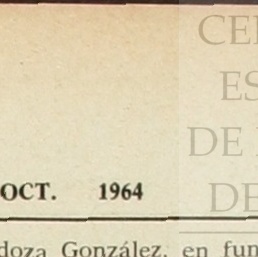 CE
ES
DE
OCT. 1964
DE
doza González, en fun